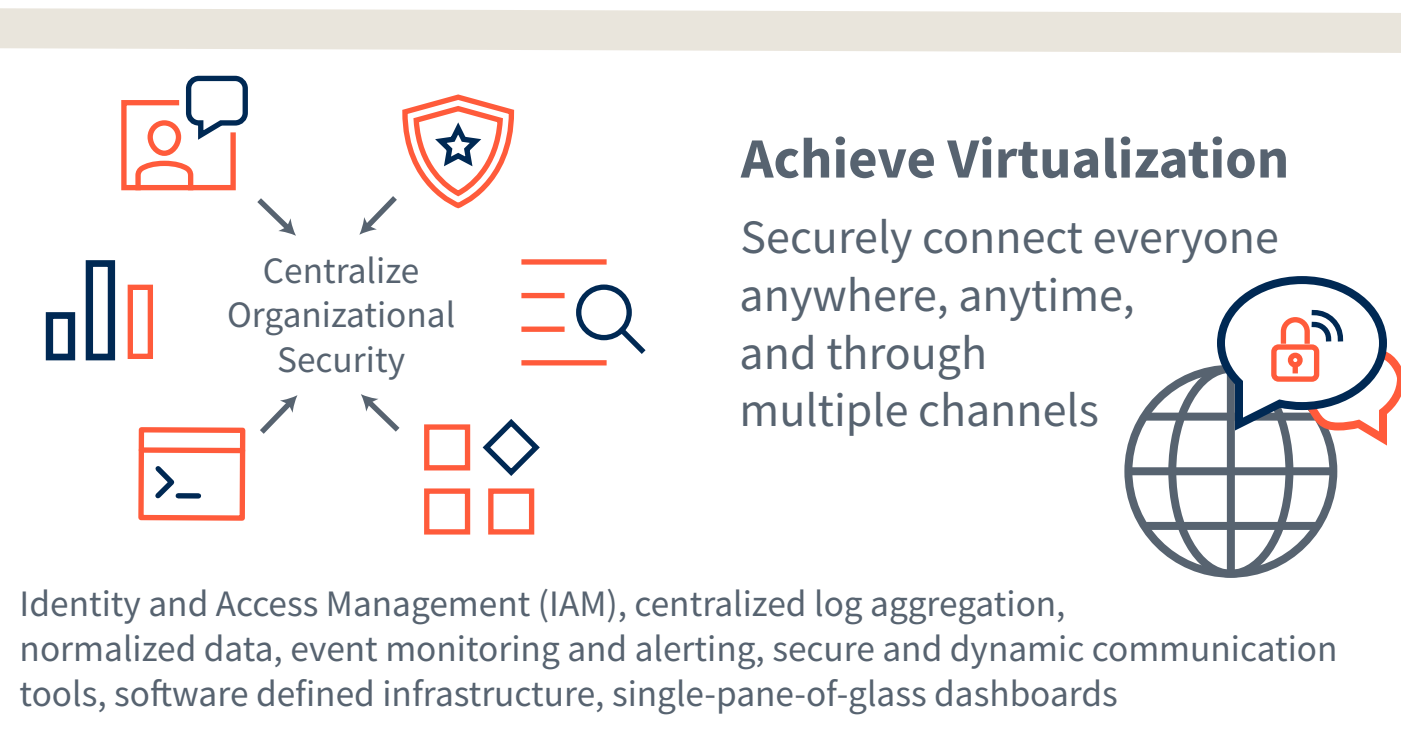 Centralize
Organizational
Security
Achieve Virtualization
Securely connect everyone
anywhere, anytime,
and through
multiple channels
Identity and Access Management (IAM), centralized log aggregation,
normalized data, event monitoring and alerting, secure and dynamic communication
tools, software defined infrastructure, single-pane-of-glass dashboards